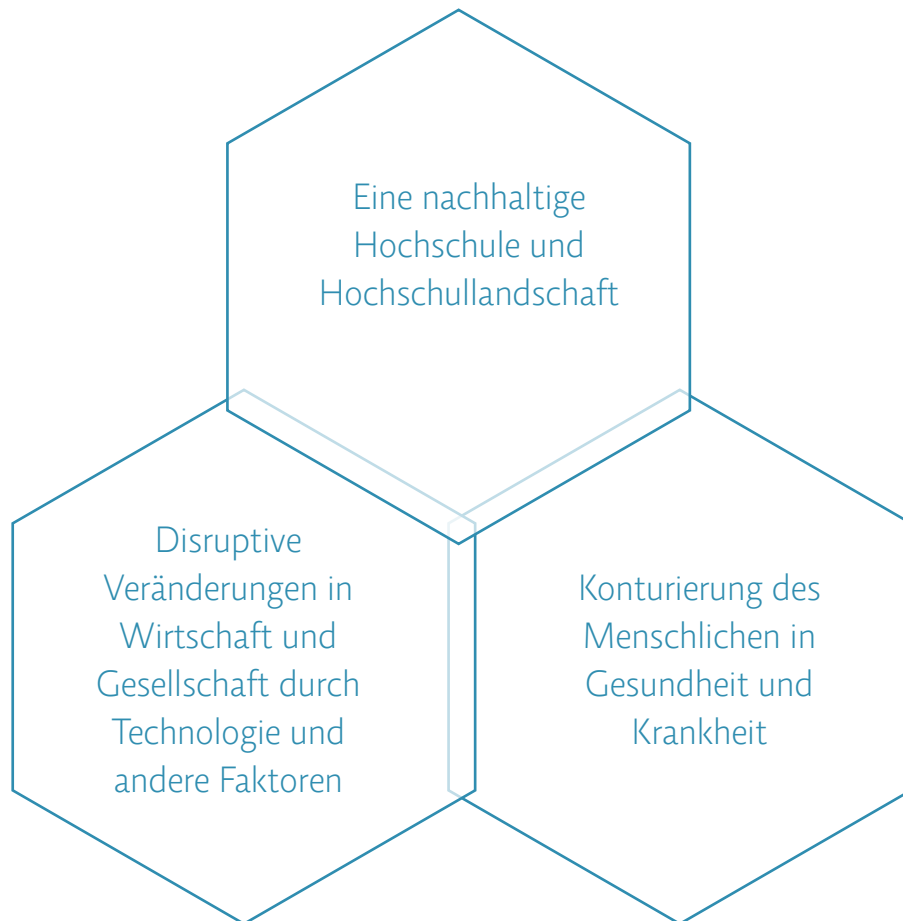 Eine nachhaltige
Hochschule und
Hochschullandschaft
Disruptive
Veränderungen in
Wirtschaft und
Gesellschaft durch
Technologie und
andere Faktoren
Konturierung des
Menschlichen in
Gesundheit und
Krankheit